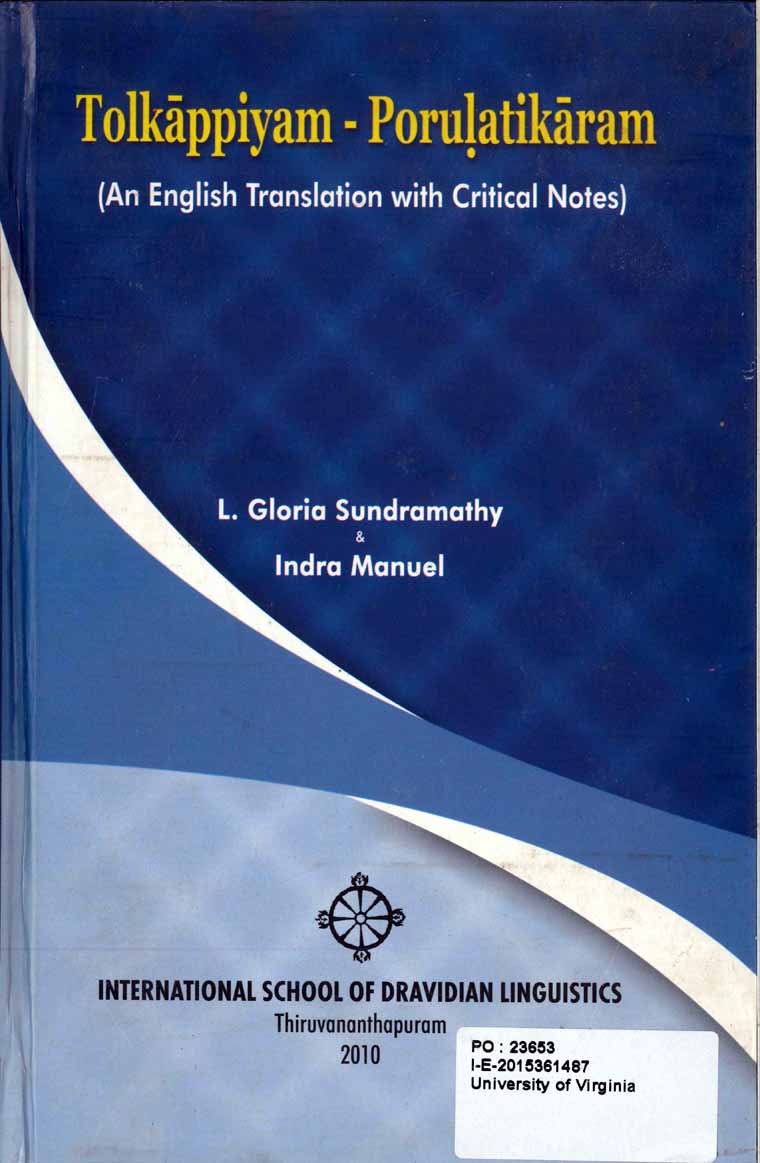 Tolkāppiyam - Poruḷatikāram
(An English Translation with Critical Notes)
L. Gloria Sundramathy
&
Indra Manuel
INTERNATIONAL SCHOOL OF DRAVIDIAN LINGUISTICS
Thiruvananthapuram
2010
PO : 23653
I-E-2015361487
University of Virginia